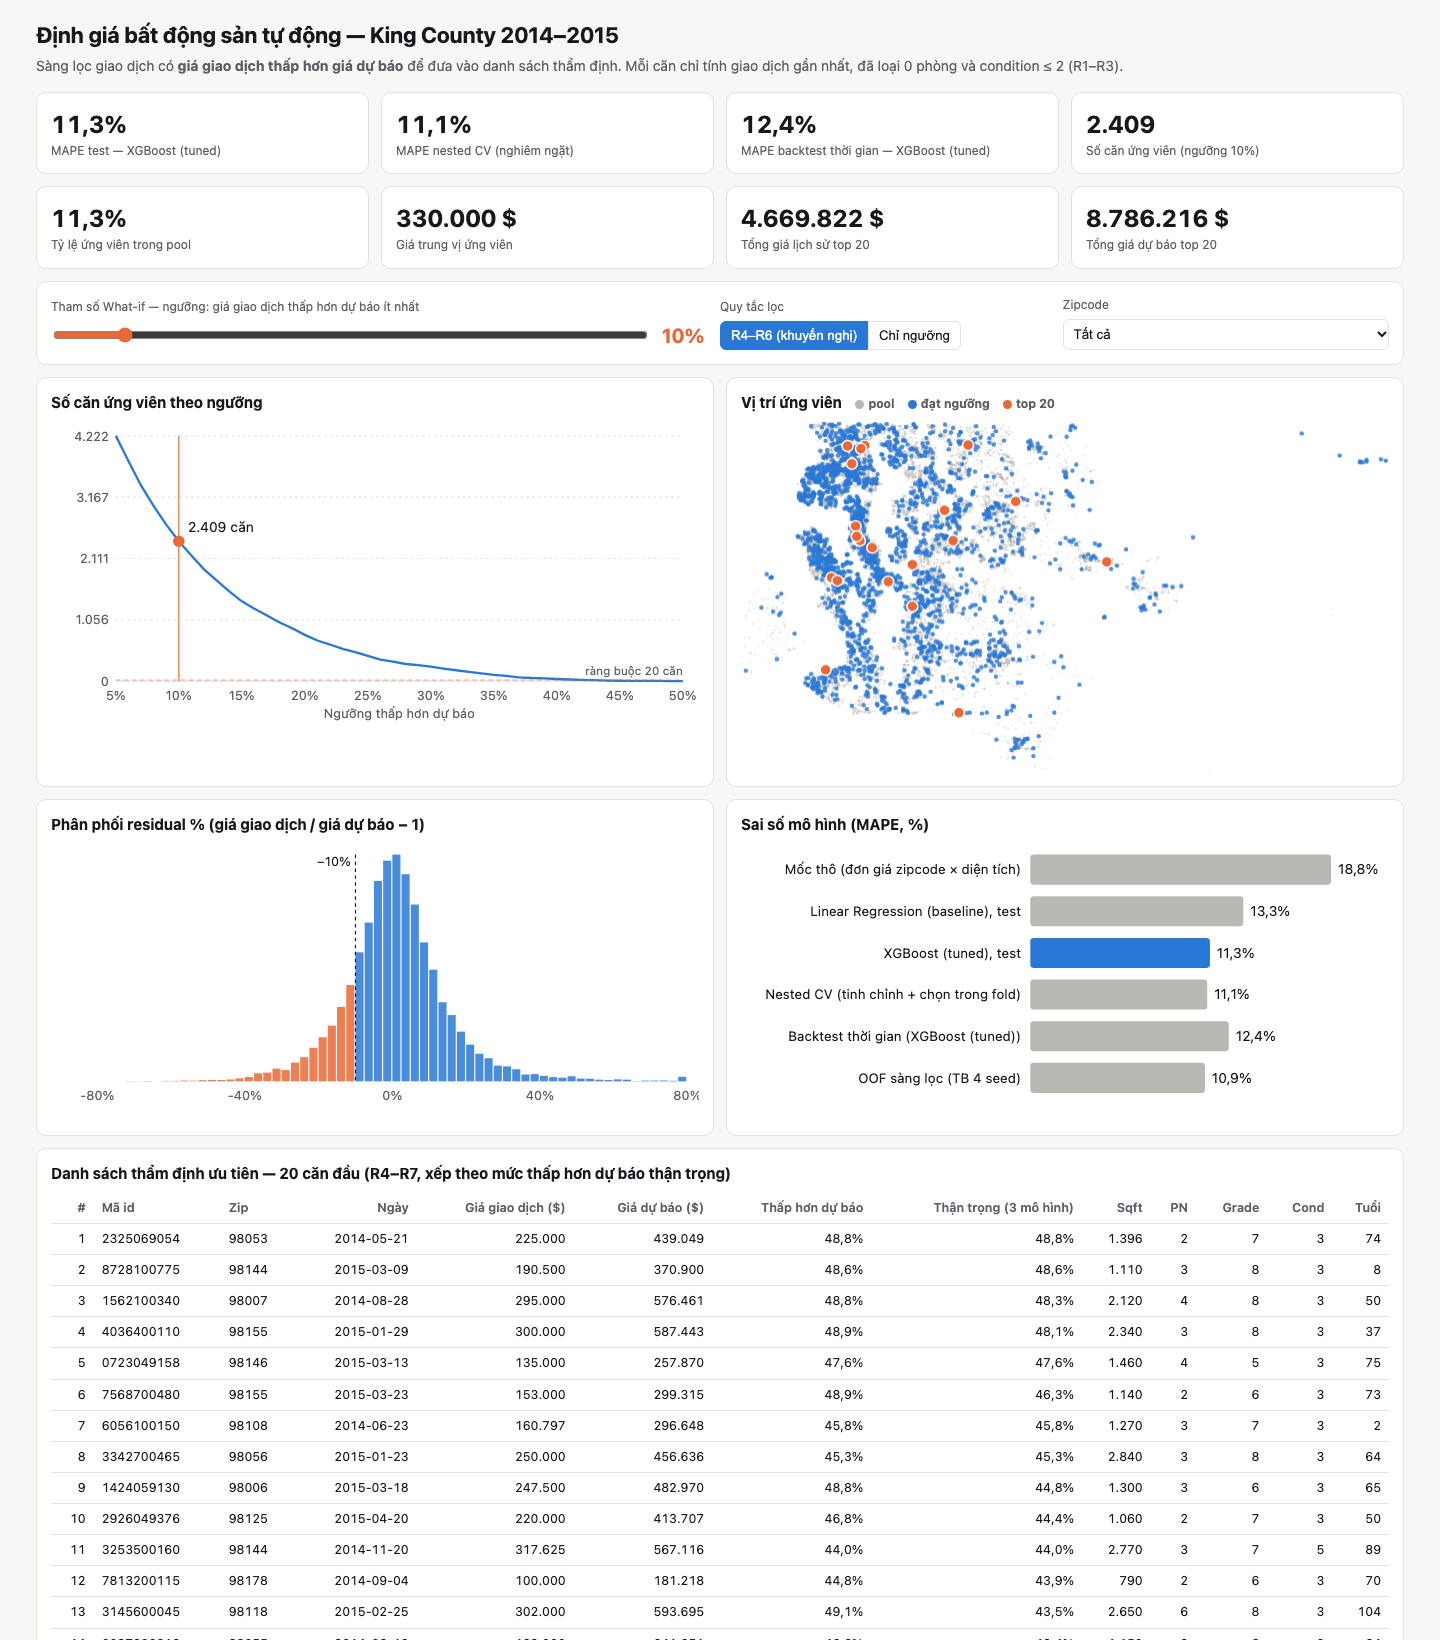 Định giá bất động sản tự động — King County 2014–2015
Sàng lọc giao dịch có giá giao dịch thấp hơn giá dự báo để đưa vào danh sách thẩm định. Mỗi căn chỉ tính giao dịch gần nhất, đã loại 0 phòng và condition ≤ 2 (R1–R3).
11,3%
MAPE test — XGBoost (tuned)
11,1%
MAPE nested CV (nghiêm ngặt)
12,4%
MAPE backtest thời gian — XGBoost (tuned)
2.409
Số căn ứng viên (ngưỡng 10%)
11,3%
Tỷ lệ ứng viên trong pool
330.000 $
Giá trung vị ứng viên
4.669.822 $
Tổng giá lịch sử top 20
8.786.216 $
Tổng giá dự báo top 20
Tham số What-if — ngưỡng: giá giao dịch thấp hơn dự báo ít nhất
10%
Quy tắc lọc
R4–R6 (khuyến nghị) Chỉ ngưỡng
Zipcode
Tất cả
Số căn ứng viên theo ngưỡng
4.222
3.167
2.111
1.056
0
2.409 căn
ràng buộc 20 căn
5% 10% 15% 20% 25% 30% 35% 40% 45% 50%
Ngưỡng thấp hơn dự báo
Vị trí ứng viên pool đạt ngưỡng top 20
Phân phối residual % (giá giao dịch / giá dự báo − 1)
−10%
-80% -40% 0% 40% 80%
Sai số mô hình (MAPE, %)
Mốc thô (đơn giá zipcode × diện tích) 18,8%
Linear Regression (baseline), test 13,3%
XGBoost (tuned), test 11,3%
Nested CV (tinh chỉnh + chọn trong fold) 11,1%
Backtest thời gian (XGBoost (tuned)) 12,4%
OOF sàng lọc (TB 4 seed) 10,9%
Danh sách thẩm định ưu tiên — 20 căn đầu (R4–R7, xếp theo mức thấp hơn dự báo thận trọng)
# Mã id Zip Ngày Giá giao dịch ($) Giá dự báo ($) Thấp hơn dự báo Thận trọng (3 mô hình) Sqft PN Grade Cond Tuổi
1 2325069054 98053 2014-05-21 225.000 439.049 48,8% 48,8% 1.396 2 7 3 74
2 8728100775 98144 2015-03-09 190.500 370.900 48,6% 48,6% 1.110 3 8 3 8
3 1562100340 98007 2014-08-28 295.000 576.461 48,8% 48,3% 2.120 4 8 3 50
4 4036400110 98155 2015-01-29 300.000 587.443 48,9% 48,1% 2.340 3 8 3 37
5 0723049158 98146 2015-03-13 135.000 257.870 47,6% 47,6% 1.460 4 5 3 75
6 7568700480 98155 2015-03-23 153.000 299.315 48,9% 46,3% 1.140 2 6 3 73
7 6056100150 98108 2014-06-23 160.797 296.648 45,8% 45,8% 1.270 3 7 3 2
8 3342700465 98056 2015-01-23 250.000 456.636 45,3% 45,3% 2.840 3 8 3 64
9 1424059130 98006 2015-03-18 247.500 482.970 48,8% 44,8% 1.300 3 6 3 65
10 2926049376 98125 2015-04-20 220.000 413.707 46,8% 44,4% 1.060 2 7 3 50
11 3253500160 98144 2014-11-20 317.625 567.116 44,0% 44,0% 2.770 3 7 5 89
12 7813200115 98178 2014-09-04 100.000 181.218 44,8% 43,9% 790 2 6 3 70
13 3145600045 98118 2015-02-25 302.000 593.695 49,1% 43,5% 2.650 6 8 3 104